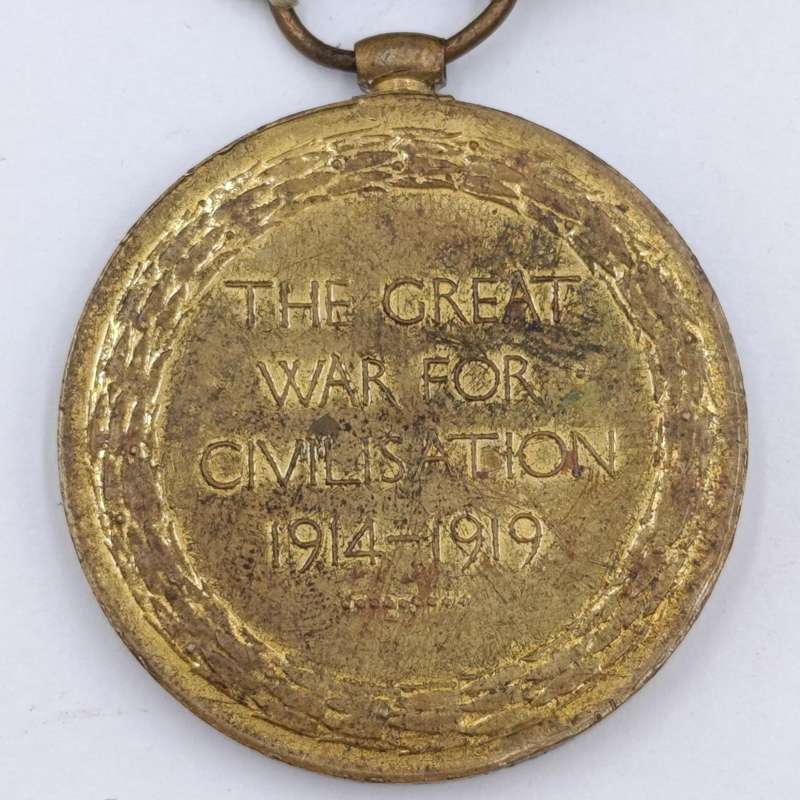 THE GREAT
WAR FOR
CIVILISATION
1914-1919